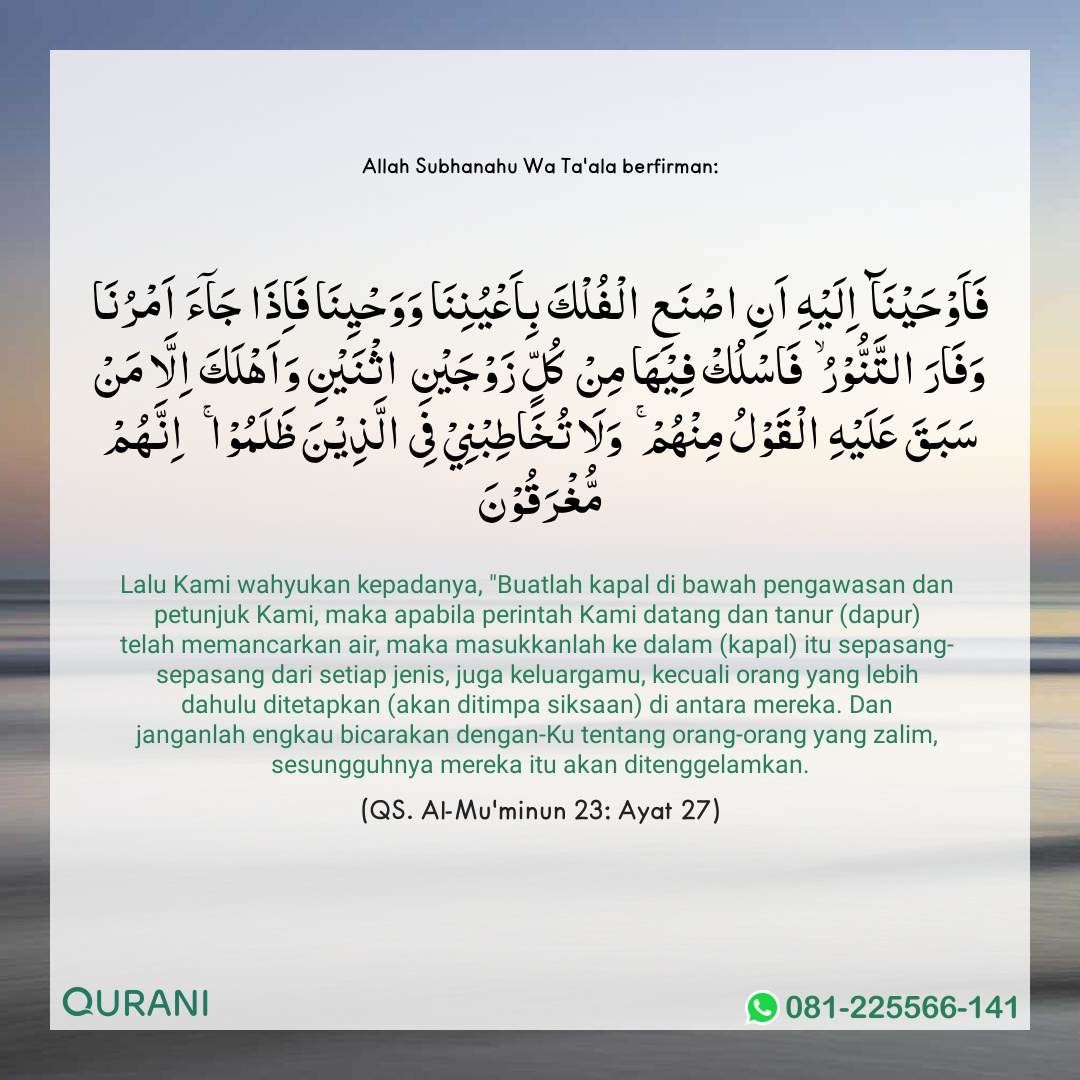 Allah Subhanahu Wa Ta'ala berfirman:
فَاَوْحَيْنَآ اِلَيْهِ اَنِ اصْنَعِ الْفُلْكَ بِاَعْيُنِنَا وَوَحْيِنَا فَاِذَا جَاۤءَ اَمْرُنَا
وَفَارَ التَّنُّوْرُۙ فَاسْلُكْ فِيْهَا مِنْ كُلٍّ زَوْجَيْنِ اثْنَيْنِ وَاَهْلَكَ اِلَّا مَنْ
سَبَقَ عَلَيْهِ الْقَوْلُ مِنْهُمْۚ وَلَا تُخَاطِبْنِيْ فِى الَّذِيْنَ ظَلَمُوْاۚ اِنَّهُمْ
مُّغْرَقُوْنَ
Lalu Kami wahyukan kepadanya, "Buatlah kapal di bawah pengawasan dan
petunjuk Kami, maka apabila perintah Kami datang dan tanur (dapur)
telah memancarkan air, maka masukkanlah ke dalam (kapal) itu sepasang-
sepasang dari setiap jenis, juga keluargamu, kecuali orang yang lebih
dahulu ditetapkan (akan ditimpa siksaan) di antara mereka. Dan
janganlah engkau bicarakan dengan-Ku tentang orang-orang yang zalim,
sesungguhnya mereka itu akan ditenggelamkan.
(QS. Al-Mu'minun 23: Ayat 27)
QURANI
081-225566-141